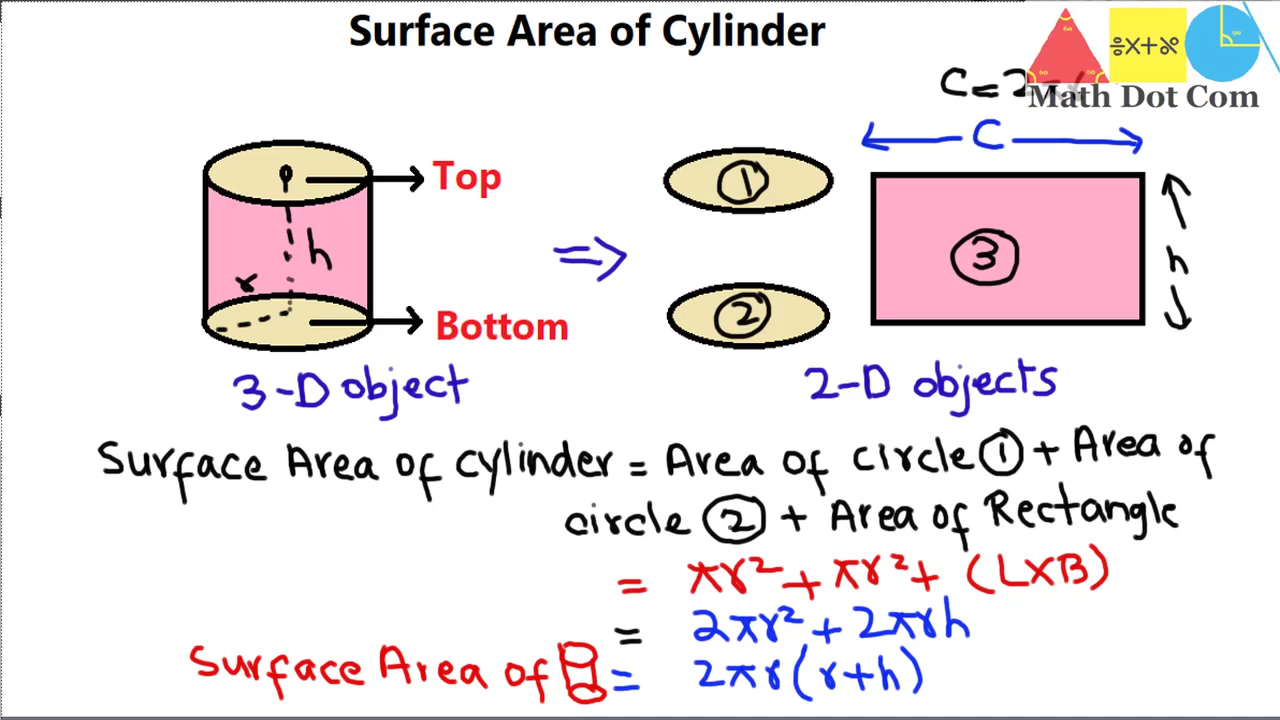 Surface Area of Cylinder
÷×+
Math Dot Com
C = 2
C
1
Top
h
r
Bottom
2
3
h
3-D object
2-D objects
Surface Area of cylinder = Area of circle ① + Area of
circle ② + Area of Rectangle
= πr² + πr² + (L×B)
= 2πr² + 2πrh
Surface Area of = 2πr(r+h)